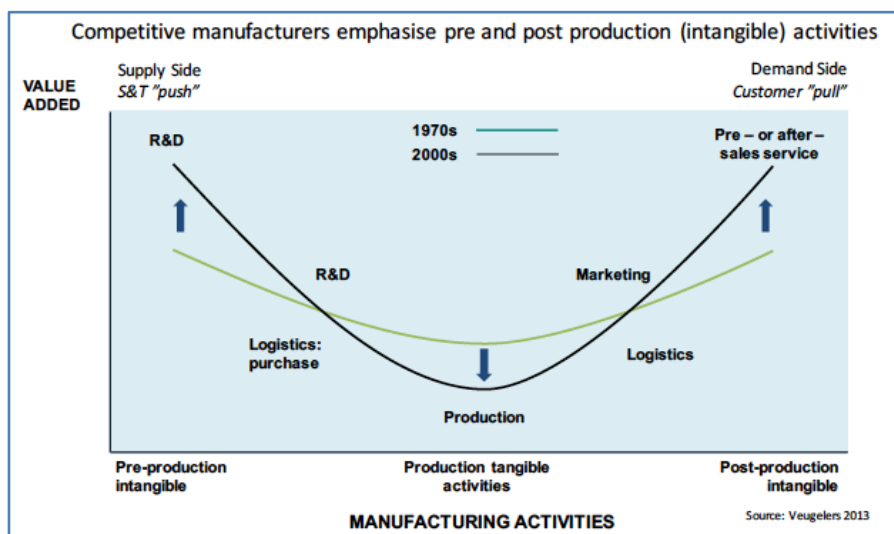 Competitive manufacturers emphasise pre and post production (intangible) activities
Supply Side
S&T "push"
Demand Side
Customer "pull"
VALUE
ADDED
R&D
1970s
2000s
Pre – or after –
sales service
R&D
Marketing
Logistics:
purchase
Logistics
Production
Pre-production
intangible
Production tangible
activities
Post-production
intangible
MANUFACTURING ACTIVITIES
Source: Veugelers 2013